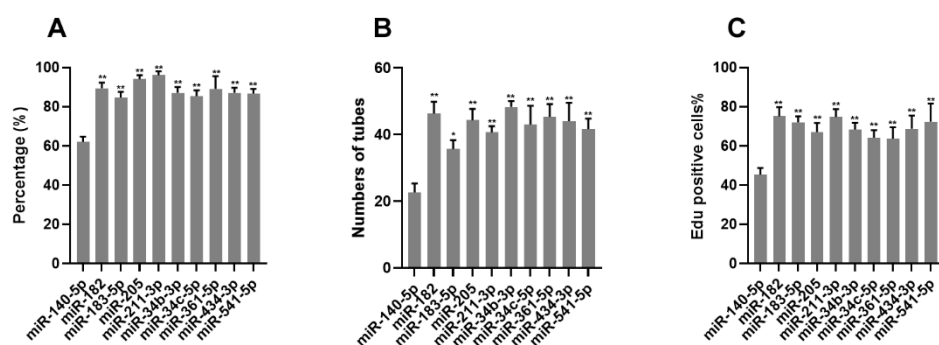 A
Percentage (%)
100
80
60
40
20
0
** ** ** ** ** ** ** ** **
miR-140-5p
miR-182
miR-183-5p
miR-205
miR-211-3p
miR-34b-3p
miR-34c-5p
miR-361-5p
miR-434-3p
miR-541-5p
B
Numbers of tubes
60
40
20
0
** * ** ** ** ** ** ** **
miR-140-5p
miR-182
miR-183-5p
miR-205
miR-211-3p
miR-34b-3p
miR-34c-5p
miR-361-5p
miR-434-3p
miR-541-5p
C
Edu positive cells%
100
80
60
40
20
0
** ** ** ** ** ** ** ** **
miR-140-5p
miR-182
miR-183-5p
miR-205
miR-211-3p
miR-34b-3p
miR-34c-5p
miR-361-5p
miR-434-3p
miR-541-5p